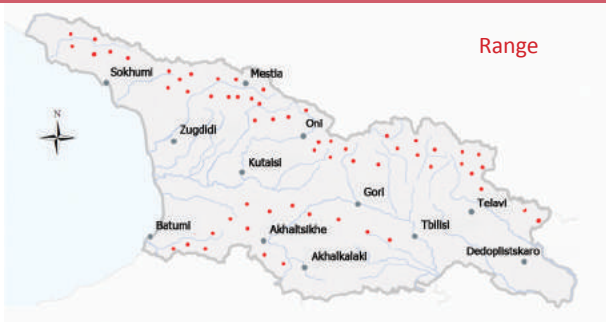 Range
Sokhumi
Mestia
N
Zugdidi
Oni
Kutaisi
Gori
Telavi
Batumi
Akhaltsikhe
Tbilisi
Akhalkalaki
Dedoplistskaro